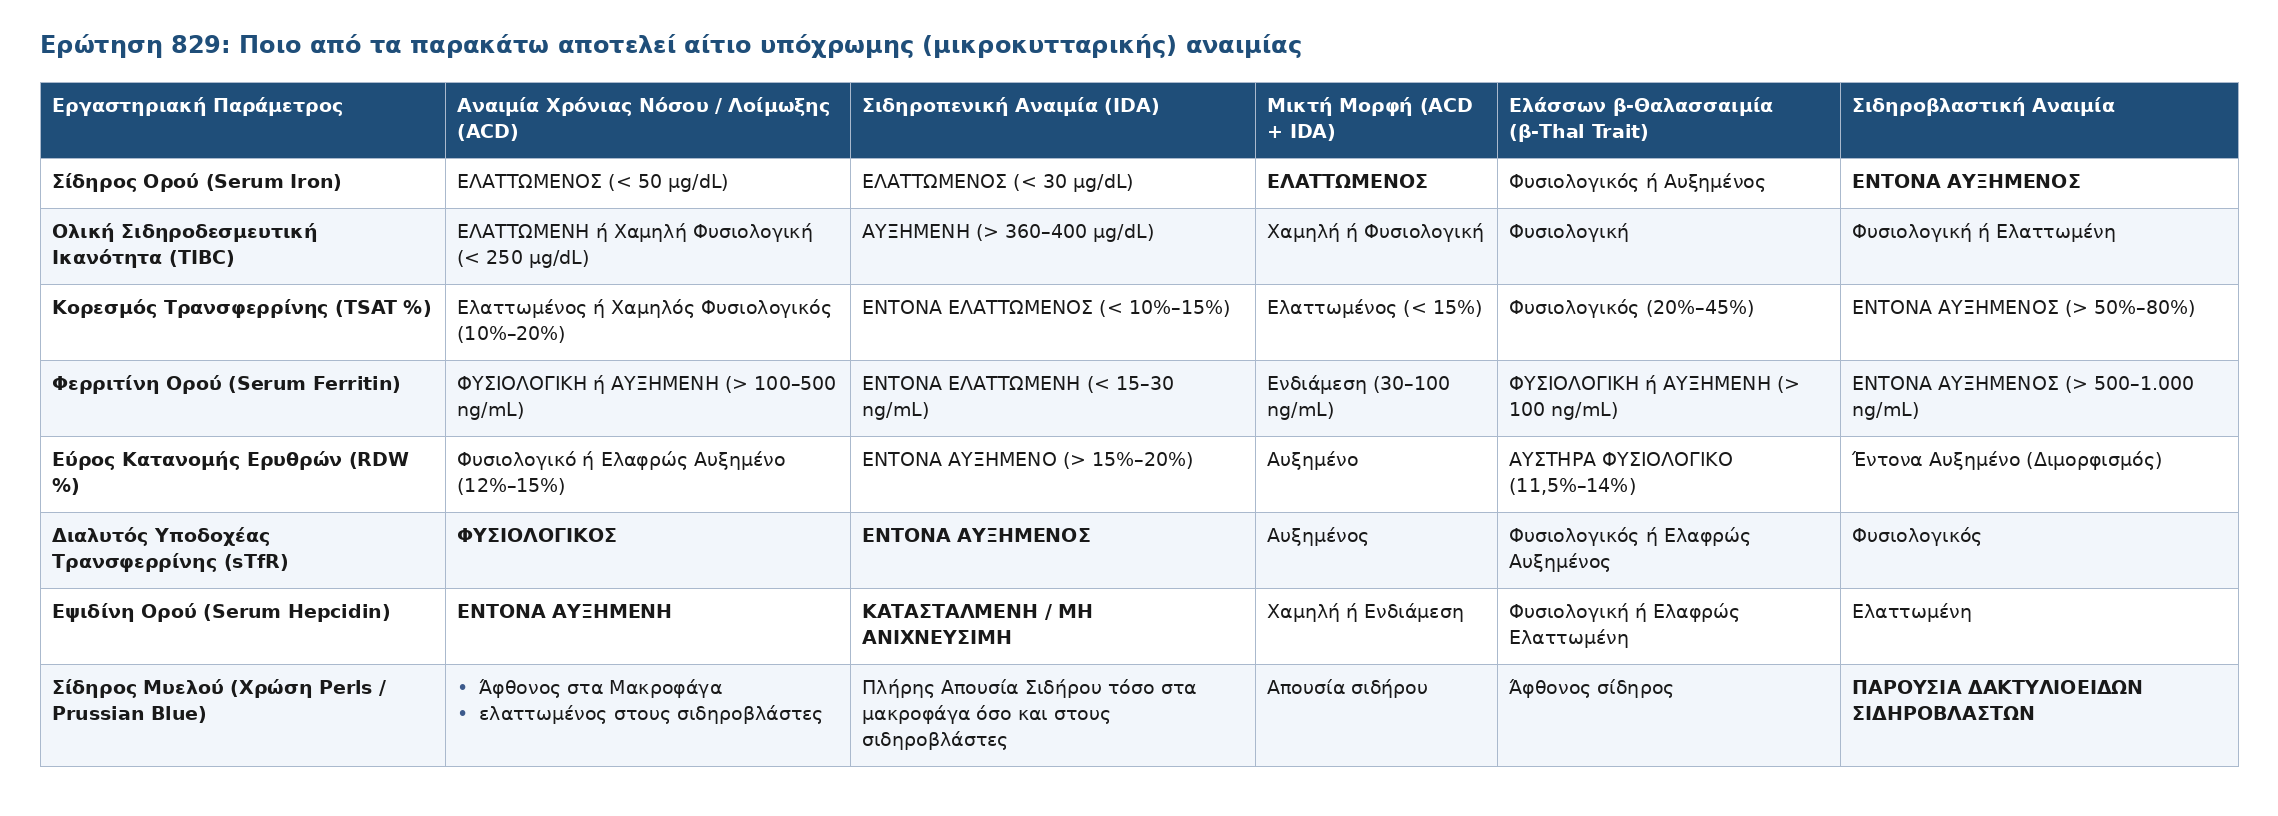 Ερώτηση 829: Ποιο από τα παρακάτω αποτελεί αίτιο υπόχρωμης (μικροκυτταρικής) αναιμίας
Εργαστηριακή Παράμετρος
Αναιμία Χρόνιας Νόσου / Λοίμωξης
(ACD)
Σιδηροπενική Αναιμία (IDA)
Μικτή Μορφή (ACD
+ IDA)
Ελάσσων β-Θαλασσαιμία
(β-Thal Trait)
Σιδηροβλαστική Αναιμία
Σίδηρος Ορού (Serum Iron)
ΕΛΑΤΤΩΜΕΝΟΣ (< 50 µg/dL)
ΕΛΑΤΤΩΜΕΝΟΣ (< 30 µg/dL)
ΕΛΑΤΤΩΜΕΝΟΣ
Φυσιολογικός ή Αυξημένος
ΕΝΤΟΝΑ ΑΥΞΗΜΕΝΟΣ
Ολική Σιδηροδεσμευτική
Ικανότητα (TIBC)
ΕΛΑΤΤΩΜΕΝΗ ή Χαμηλή Φυσιολογική
(< 250 µg/dL)
ΑΥΞΗΜΕΝΗ (> 360–400 µg/dL)
Χαμηλή ή Φυσιολογική
Φυσιολογική
Φυσιολογική ή Ελαττωμένη
Κορεσμός Τρανσφερρίνης (TSAT %)
Ελαττωμένος ή Χαμηλός Φυσιολογικός
(10%–20%)
ΕΝΤΟΝΑ ΕΛΑΤΤΩΜΕΝΟΣ (< 10%–15%)
Ελαττωμένος (< 15%)
Φυσιολογικός (20%–45%)
ΕΝΤΟΝΑ ΑΥΞΗΜΕΝΟΣ (> 50%–80%)
Φερριτίνη Ορού (Serum Ferritin)
ΦΥΣΙΟΛΟΓΙΚΗ ή ΑΥΞΗΜΕΝΗ (> 100–500
ng/mL)
ΕΝΤΟΝΑ ΕΛΑΤΤΩΜΕΝΗ (< 15–30
ng/mL)
Ενδιάμεση (30–100
ng/mL)
ΦΥΣΙΟΛΟΓΙΚΗ ή ΑΥΞΗΜΕΝΗ (>
100 ng/mL)
ΕΝΤΟΝΑ ΑΥΞΗΜΕΝΟΣ (> 500–1.000
ng/mL)
Εύρος Κατανομής Ερυθρών (RDW
%)
Φυσιολογικό ή Ελαφρώς Αυξημένο
(12%–15%)
ΕΝΤΟΝΑ ΑΥΞΗΜΕΝΟ (> 15%–20%)
Αυξημένο
ΑΥΣΤΗΡΑ ΦΥΣΙΟΛΟΓΙΚΟ
(11,5%–14%)
Έντονα Αυξημένο (Διμορφισμός)
Διαλυτός Υποδοχέας
Τρανσφερρίνης (sTfR)
ΦΥΣΙΟΛΟΓΙΚΟΣ
ΕΝΤΟΝΑ ΑΥΞΗΜΕΝΟΣ
Αυξημένος
Φυσιολογικός ή Ελαφρώς
Αυξημένος
Φυσιολογικός
Εψιδίνη Ορού (Serum Hepcidin)
ΕΝΤΟΝΑ ΑΥΞΗΜΕΝΗ
ΚΑΤΑΣΤΑΛΜΕΝΗ / ΜΗ
ΑΝΙΧΝΕΥΣΙΜΗ
Χαμηλή ή Ενδιάμεση
Φυσιολογική ή Ελαφρώς
Ελαττωμένη
Ελαττωμένη
Σίδηρος Μυελού (Χρώση Perls /
Prussian Blue)
• Άφθονος στα Μακροφάγα
• ελαττωμένος στους σιδηροβλάστες
Πλήρης Απουσία Σιδήρου τόσο στα
μακροφάγα όσο και στους
σιδηροβλάστες
Απουσία σιδήρου
Άφθονος σίδηρος
ΠΑΡΟΥΣΙΑ ΔΑΚΤΥΛΙΟΕΙΔΩΝ
ΣΙΔΗΡΟΒΛΑΣΤΩΝ